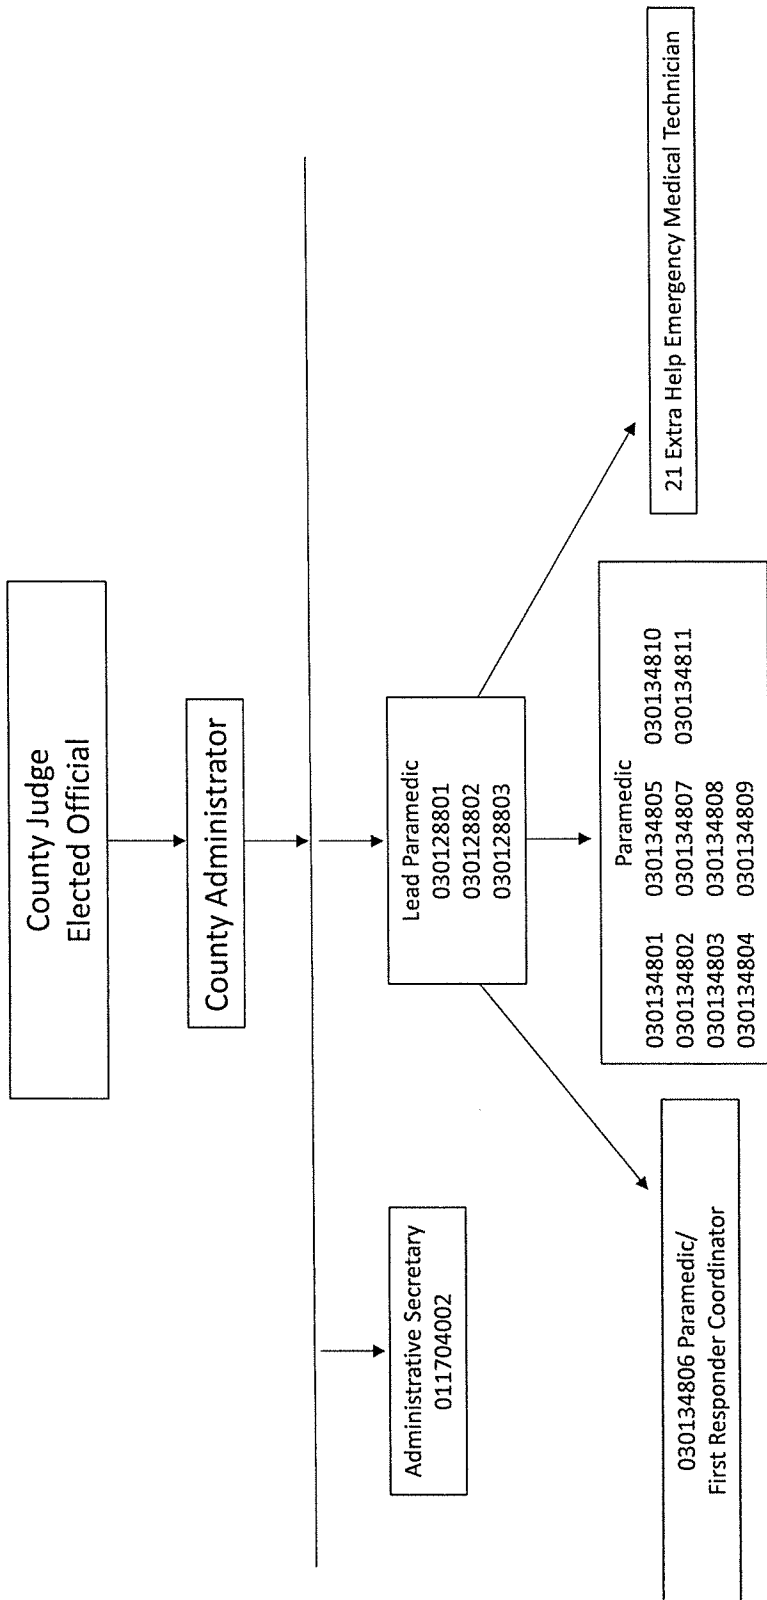 County Judge
Elected Official
County Administrator
Administrative Secretary
011704002
Lead Paramedic
030128801
030128802
030128803
030134806 Paramedic/
First Responder Coordinator
Paramedic
030134801 030134805 030134810
030134802 030134807 030134811
030134803 030134808
030134804 030134809
21 Extra Help Emergency Medical Technician